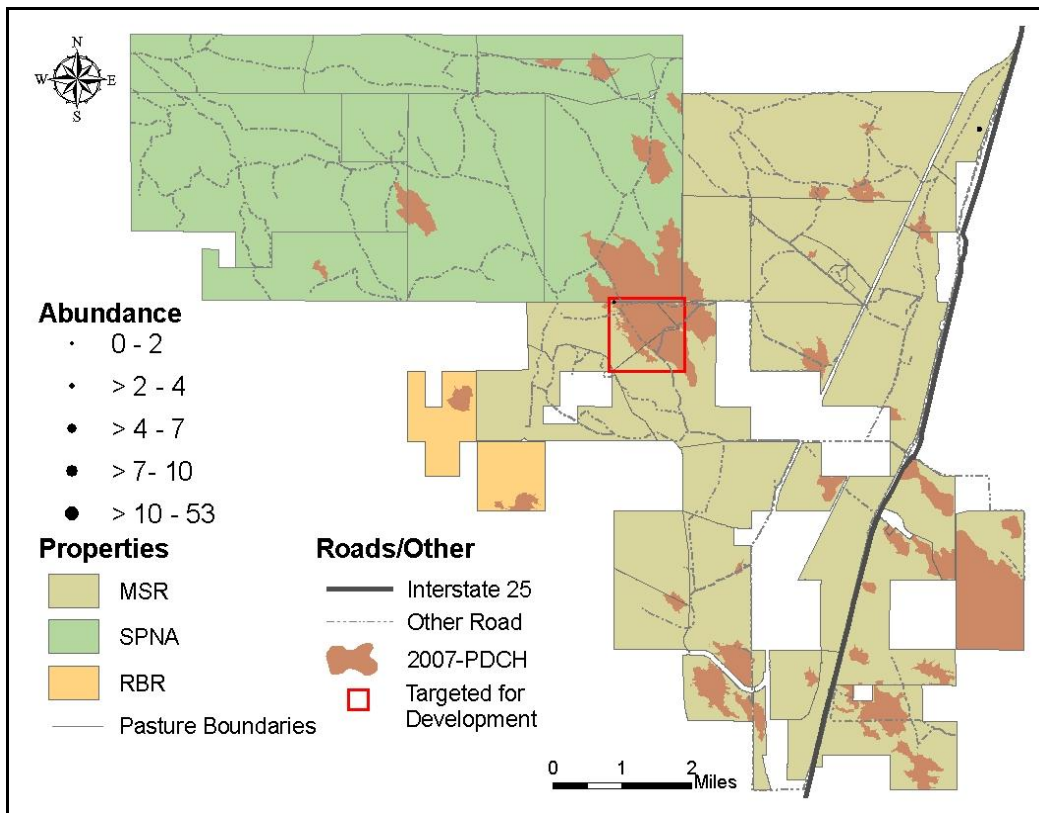 N
W E
S
Abundance
0 - 2
> 2 - 4
> 4 - 7
> 7 - 10
> 10 - 53
Properties
MSR
SPNA
RBR
Pasture Boundaries
Roads/Other
Interstate 25
Other Road
2007-PDCH
Targeted for
Development
0 1 2
Miles